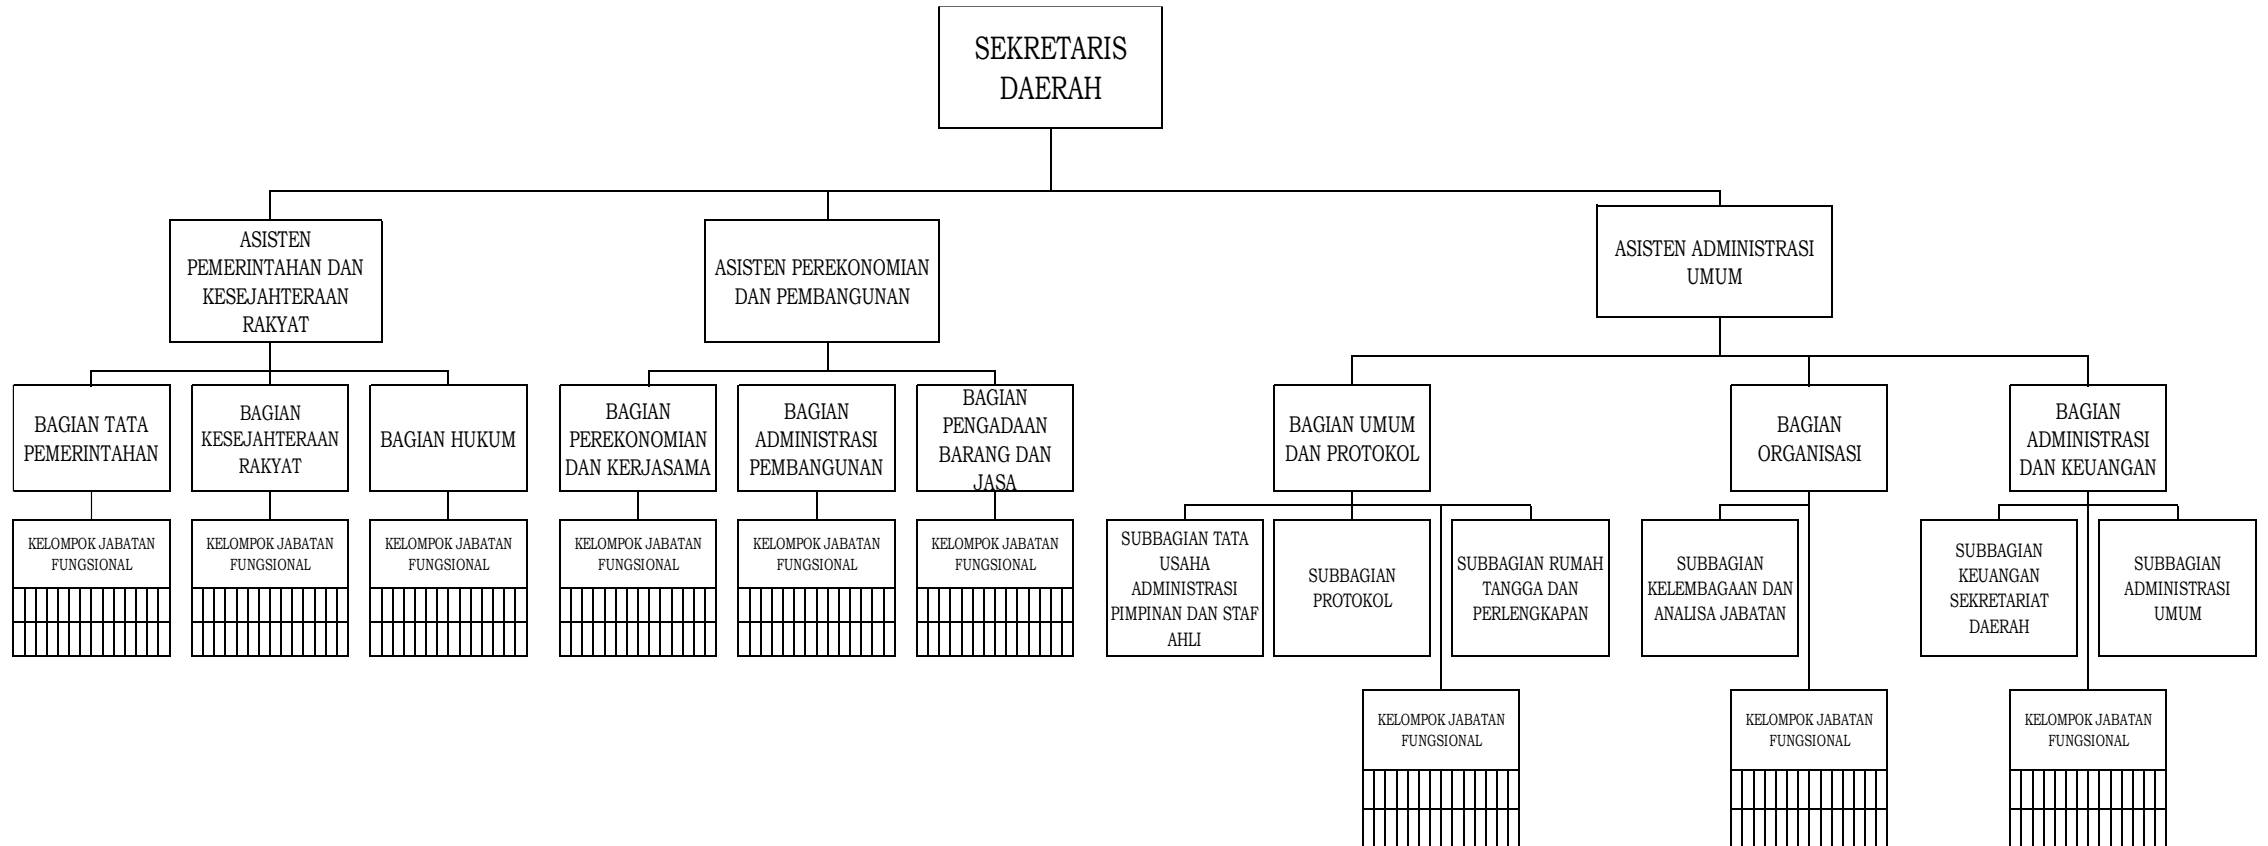 SEKRETARIS
DAERAH
ASISTEN
PEMERINTAHAN DAN
KESEJAHTERAAN
RAKYAT
ASISTEN PEREKONOMIAN
DAN PEMBANGUNAN
ASISTEN ADMINISTRASI
UMUM
BAGIAN TATA
PEMERINTAHAN
BAGIAN
KESEJAHTERAAN
RAKYAT
BAGIAN HUKUM
BAGIAN
PEREKONOMIAN
DAN KERJASAMA
BAGIAN
ADMINISTRASI
PEMBANGUNAN
BAGIAN
PENGADAAN
BARANG DAN
JASA
BAGIAN UMUM
DAN PROTOKOL
BAGIAN
ORGANISASI
BAGIAN
ADMINISTRASI
DAN KEUANGAN
KELOMPOK JABATAN
FUNGSIONAL
KELOMPOK JABATAN
FUNGSIONAL
KELOMPOK JABATAN
FUNGSIONAL
KELOMPOK JABATAN
FUNGSIONAL
KELOMPOK JABATAN
FUNGSIONAL
KELOMPOK JABATAN
FUNGSIONAL
SUBBAGIAN TATA
USAHA
ADMINISTRASI
PIMPINAN DAN STAF
AHLI
SUBBAGIAN
PROTOKOL
SUBBAGIAN RUMAH
TANGGA DAN
PERLENGKAPAN
SUBBAGIAN
KELEMBAGAAN DAN
ANALISA JABATAN
SUBBAGIAN
KEUANGAN
SEKRETARIAT
DAERAH
SUBBAGIAN
ADMINISTRASI
UMUM
KELOMPOK JABATAN
FUNGSIONAL
KELOMPOK JABATAN
FUNGSIONAL
KELOMPOK JABATAN
FUNGSIONAL